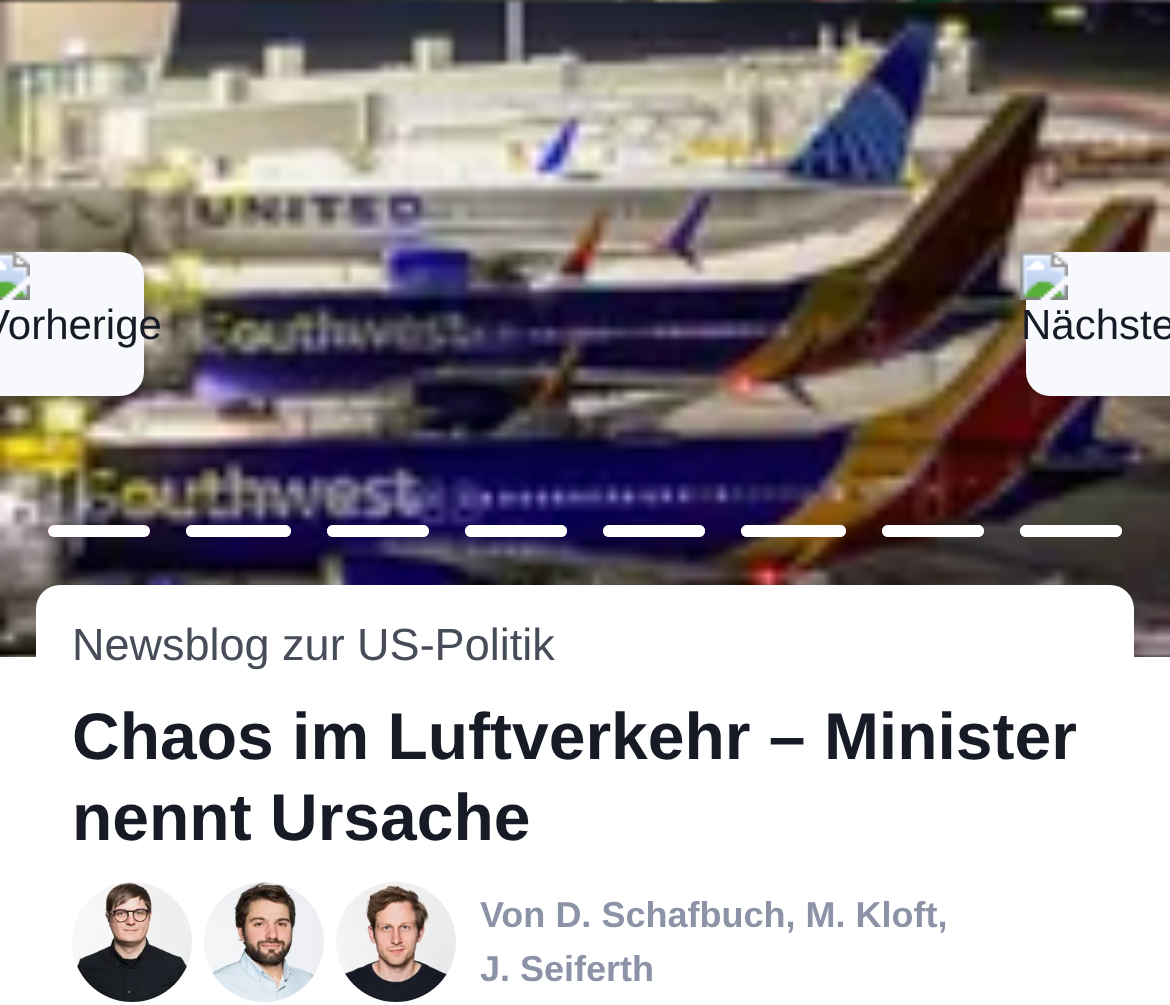 UNITED
Vorherige
Southwest
Nächste
Southwest
Newsblog zur US-Politik
Chaos im Luftverkehr – Minister
nennt Ursache
Von D. Schafbuch, M. Kloft,
J. Seiferth